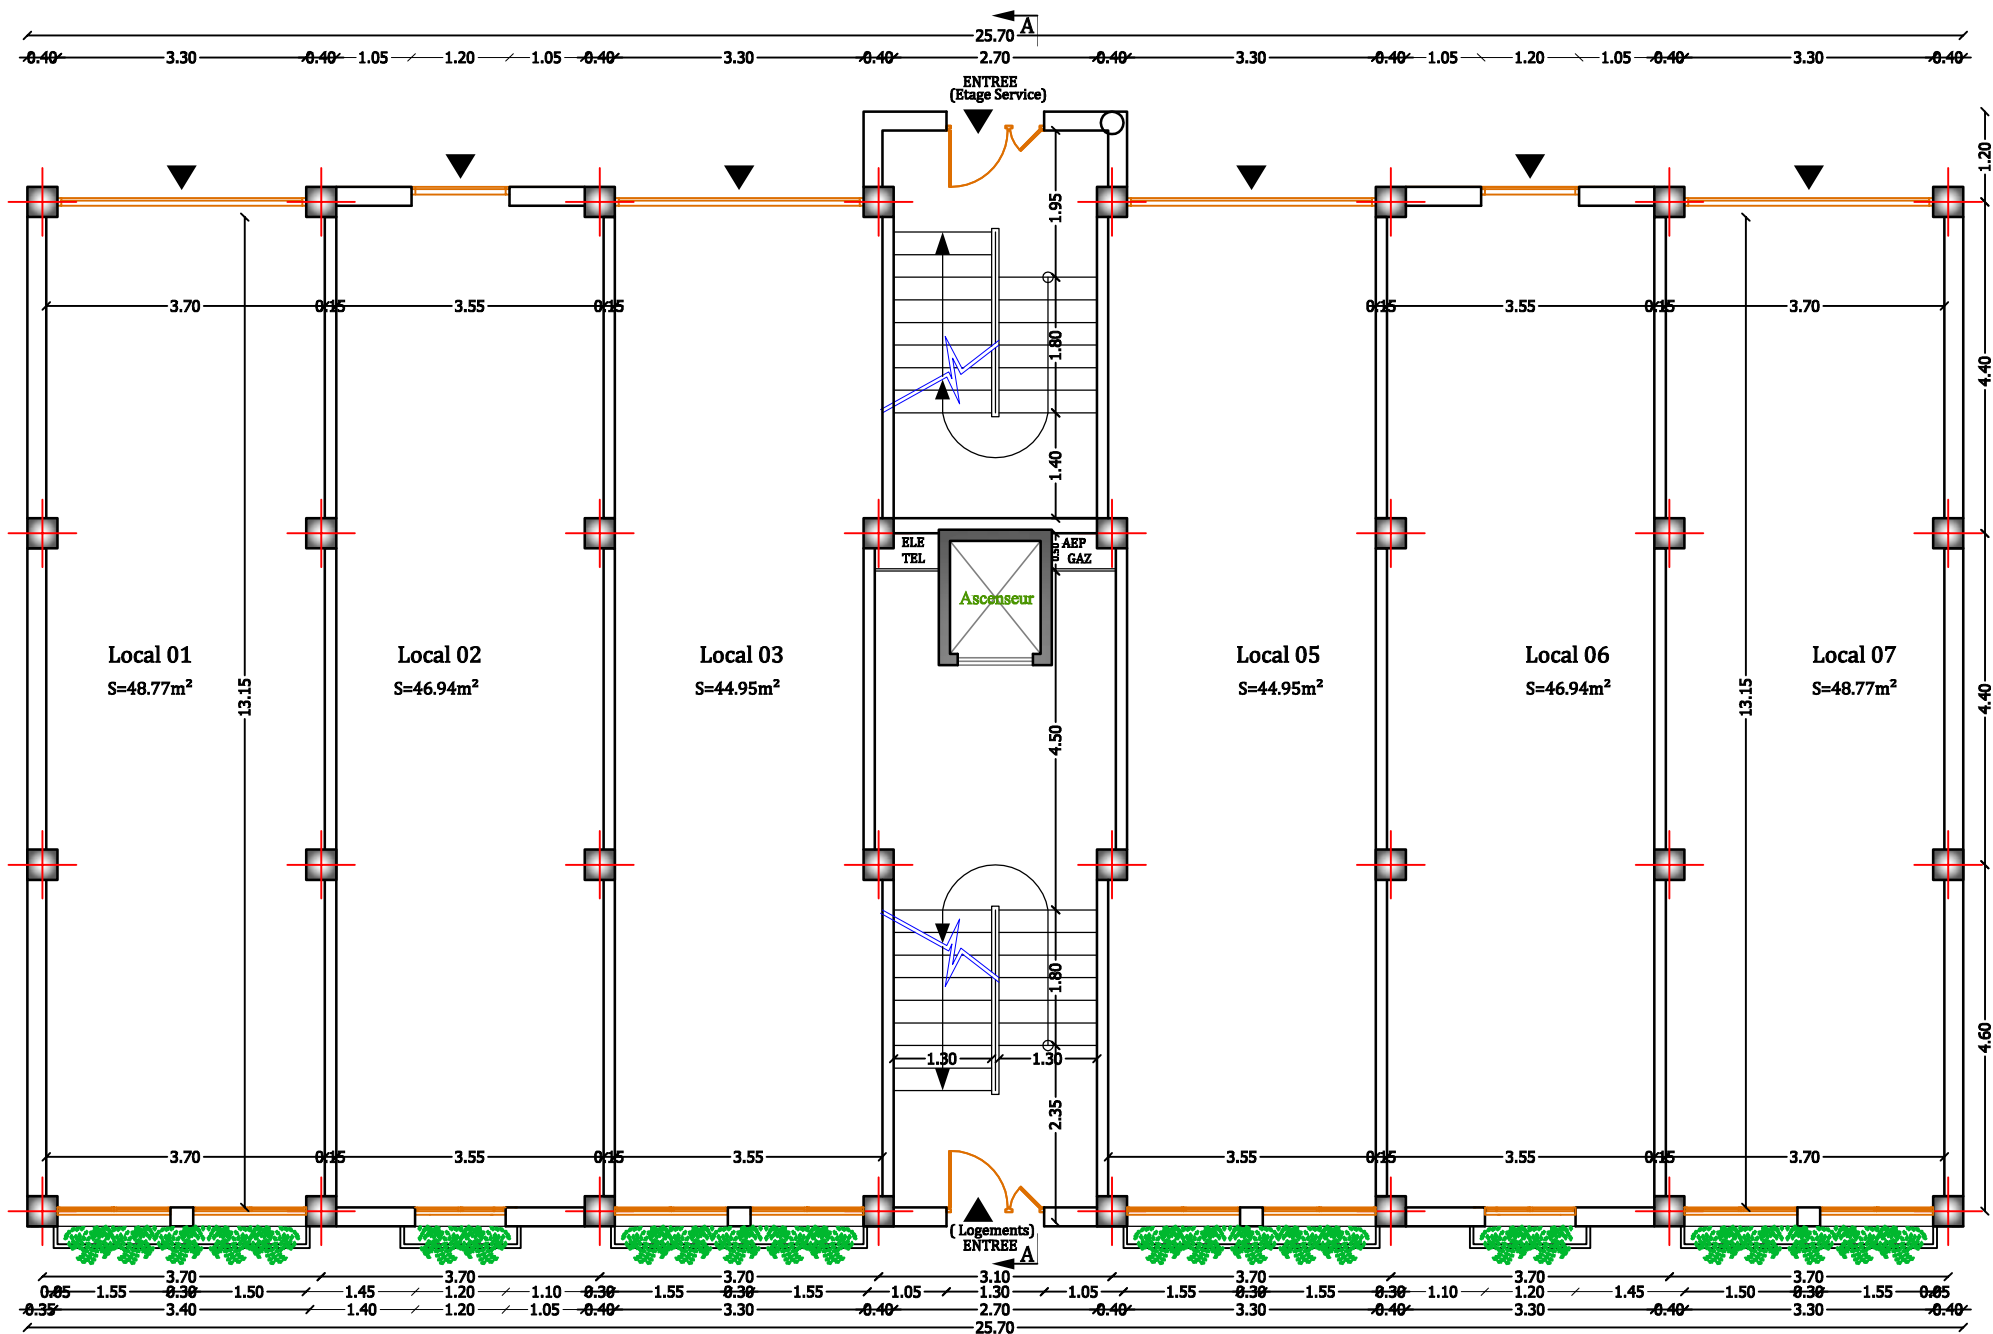 A
25.70
0.40 3.30 0.40 1.05 1.20 1.05 0.40 3.30 0.40 2.70 0.40 3.30 0.40 1.05 1.20 1.05 0.40 3.30 0.40
ENTREE
(Etage Service)
1.20
1.95
3.70 0.15 3.55 0.15 0.15 3.55 0.15 3.70
1.80
4.40
1.40
ELE
TEL
0.50
AEP
GAZ
Ascenseur
Local 01 Local 02 Local 03 Local 05 Local 06 Local 07
S=48.77m² S=46.94m² S=44.95m² S=44.95m² S=46.94m² S=48.77m²
13.15 13.15
4.40
4.50
1.80
4.60
1.30 1.30
2.35
3.70 0.15 3.55 0.15 3.55 3.55 0.15 3.55 0.15 3.70
( Logements)
ENTREE
A
3.70 3.70 3.70 3.10 3.70 3.70 3.70
0.05 1.55 0.30 1.50 1.45 1.20 1.10 0.30 1.55 0.30 1.55 1.05 1.30 1.05 1.55 0.30 1.55 0.30 1.10 1.20 1.45 1.50 0.30 1.55 0.05
0.35 3.40 1.40 1.20 1.05 0.40 3.30 0.40 2.70 0.40 3.30 0.40 3.30 0.40 3.30 0.40
25.70